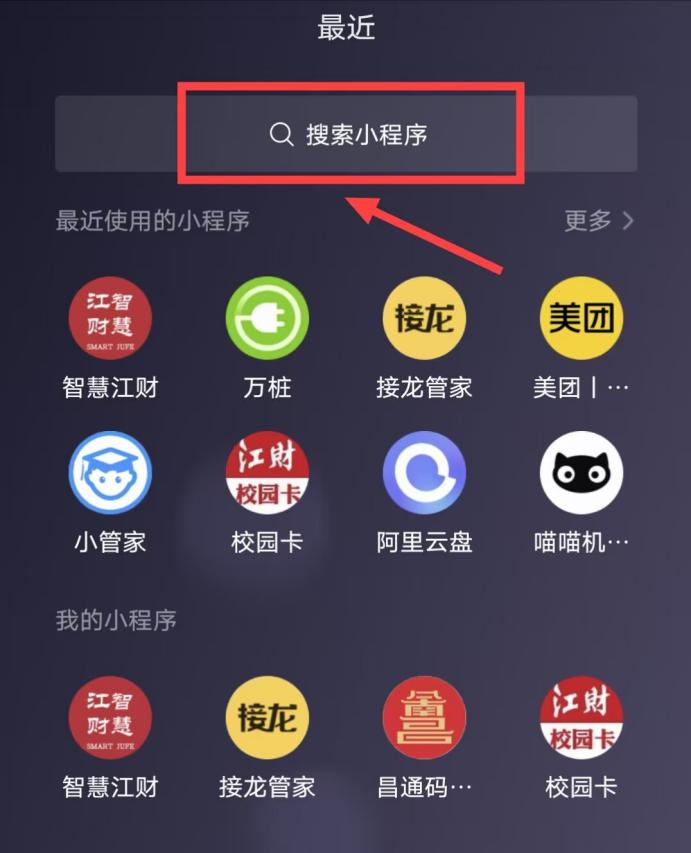 最近
搜索小程序
最近使用的小程序
更多
江智
财慧
SMART JUFE
接龙
美团
智慧江财
万桩
接龙管家
美团丨…
江财
校园卡
小管家
校园卡
阿里云盘
喵喵机…
我的小程序
江智
财慧
SMART JUFE
接龙
江财
校园卡
智慧江财
接龙管家
昌通码…
校园卡